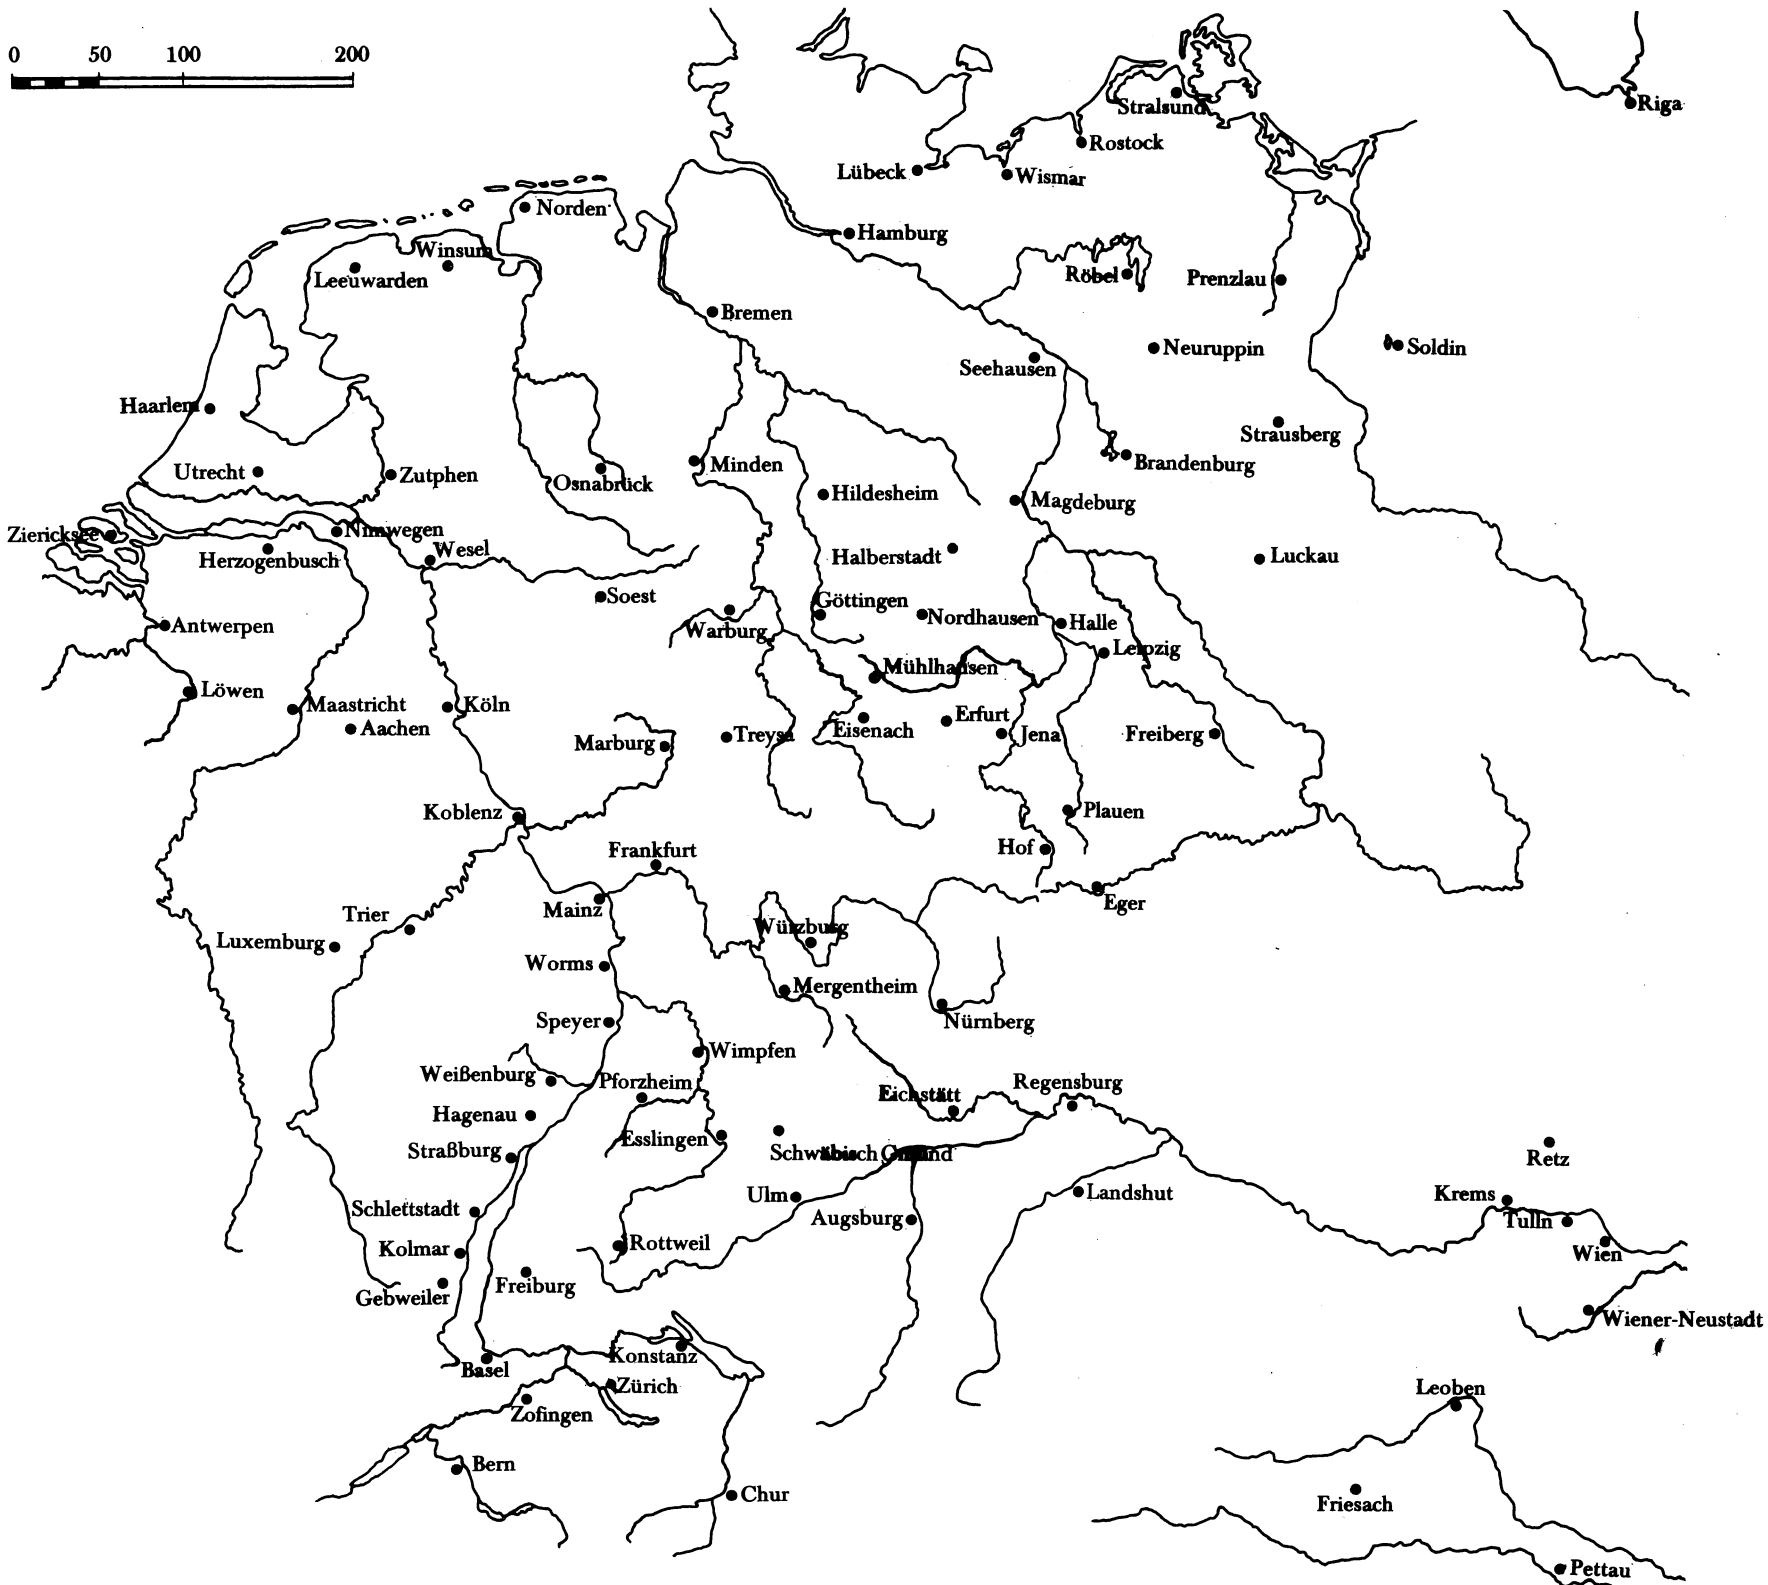 0 50 100 200
Riga
Stralsund
Rostock
Lübeck
Wismar
Norden
Hamburg
Winsum
Leeuwarden
Röbel
Prenzlau
Bremen
Neuruppin
Soldin
Seehausen
Haarlem
Strausberg
Utrecht
Zutphen
Osnabrück
Minden
Brandenburg
Hildesheim
Magdeburg
Zierickseе
Nimwegen
Herzogenbusch
Wesel
Halberstadt
Luckau
Soest
Göttingen
Nordhausen
Antwerpen
Warburg
Halle
Leipzig
Mühlhausen
Löwen
Maastricht
Köln
Aachen
Marburg
Treysa
Eisenach
Erfurt
Jena
Freiberg
Koblenz
Plauen
Frankfurt
Hof
Mainz
Eger
Trier
Würzburg
Luxemburg
Worms
Mergentheim
Speyer
Nürnberg
Wimpfen
Weißenburg
Pforzheim
Eichstätt
Regensburg
Hagenau
Esslingen
Straßburg
Schwäbisch Gmünd
Retz
Ulm
Landshut
Krems
Schlettstadt
Augsburg
Tulln
Kolmar
Rottweil
Wien
Gebweiler
Freiburg
Wiener-Neustadt
Basel
Konstanz
Zürich
Leoben
Zofingen
Bern
Chur
Friesach
Pettau